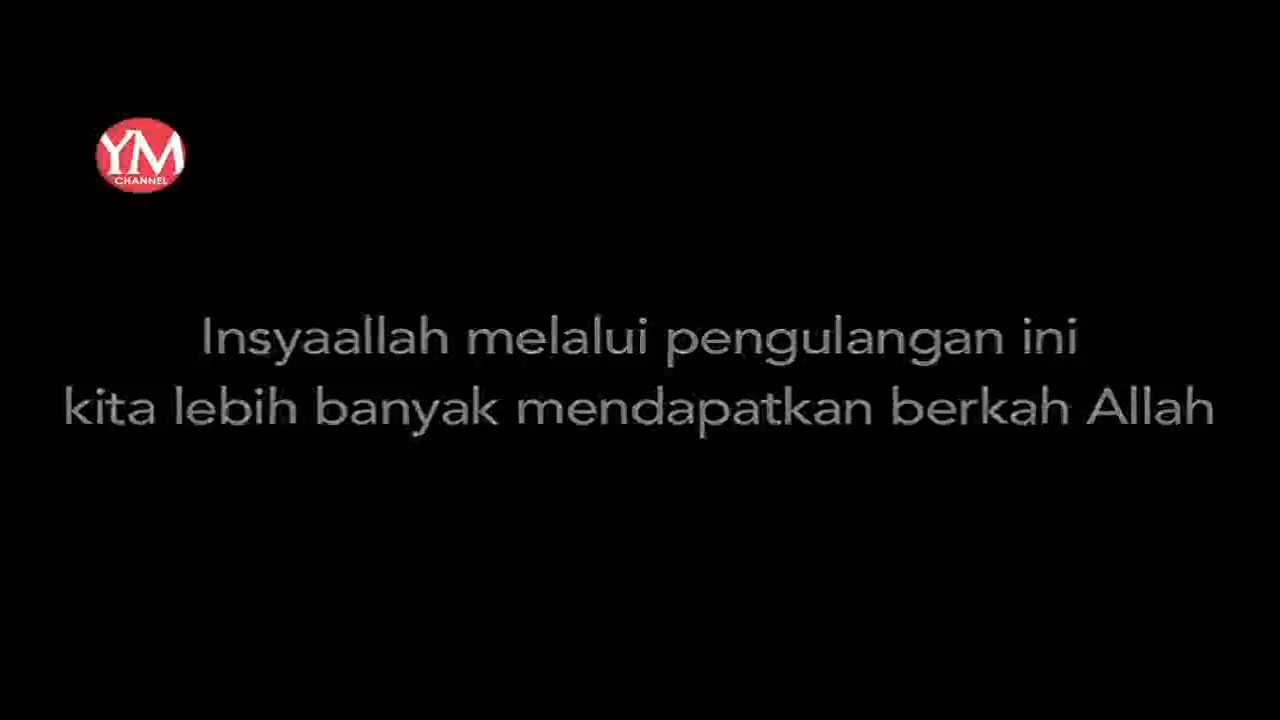 YM
CHANNEL
Insyaallah melalui pengulangan ini
kita lebih banyak mendapatkan berkah Allah